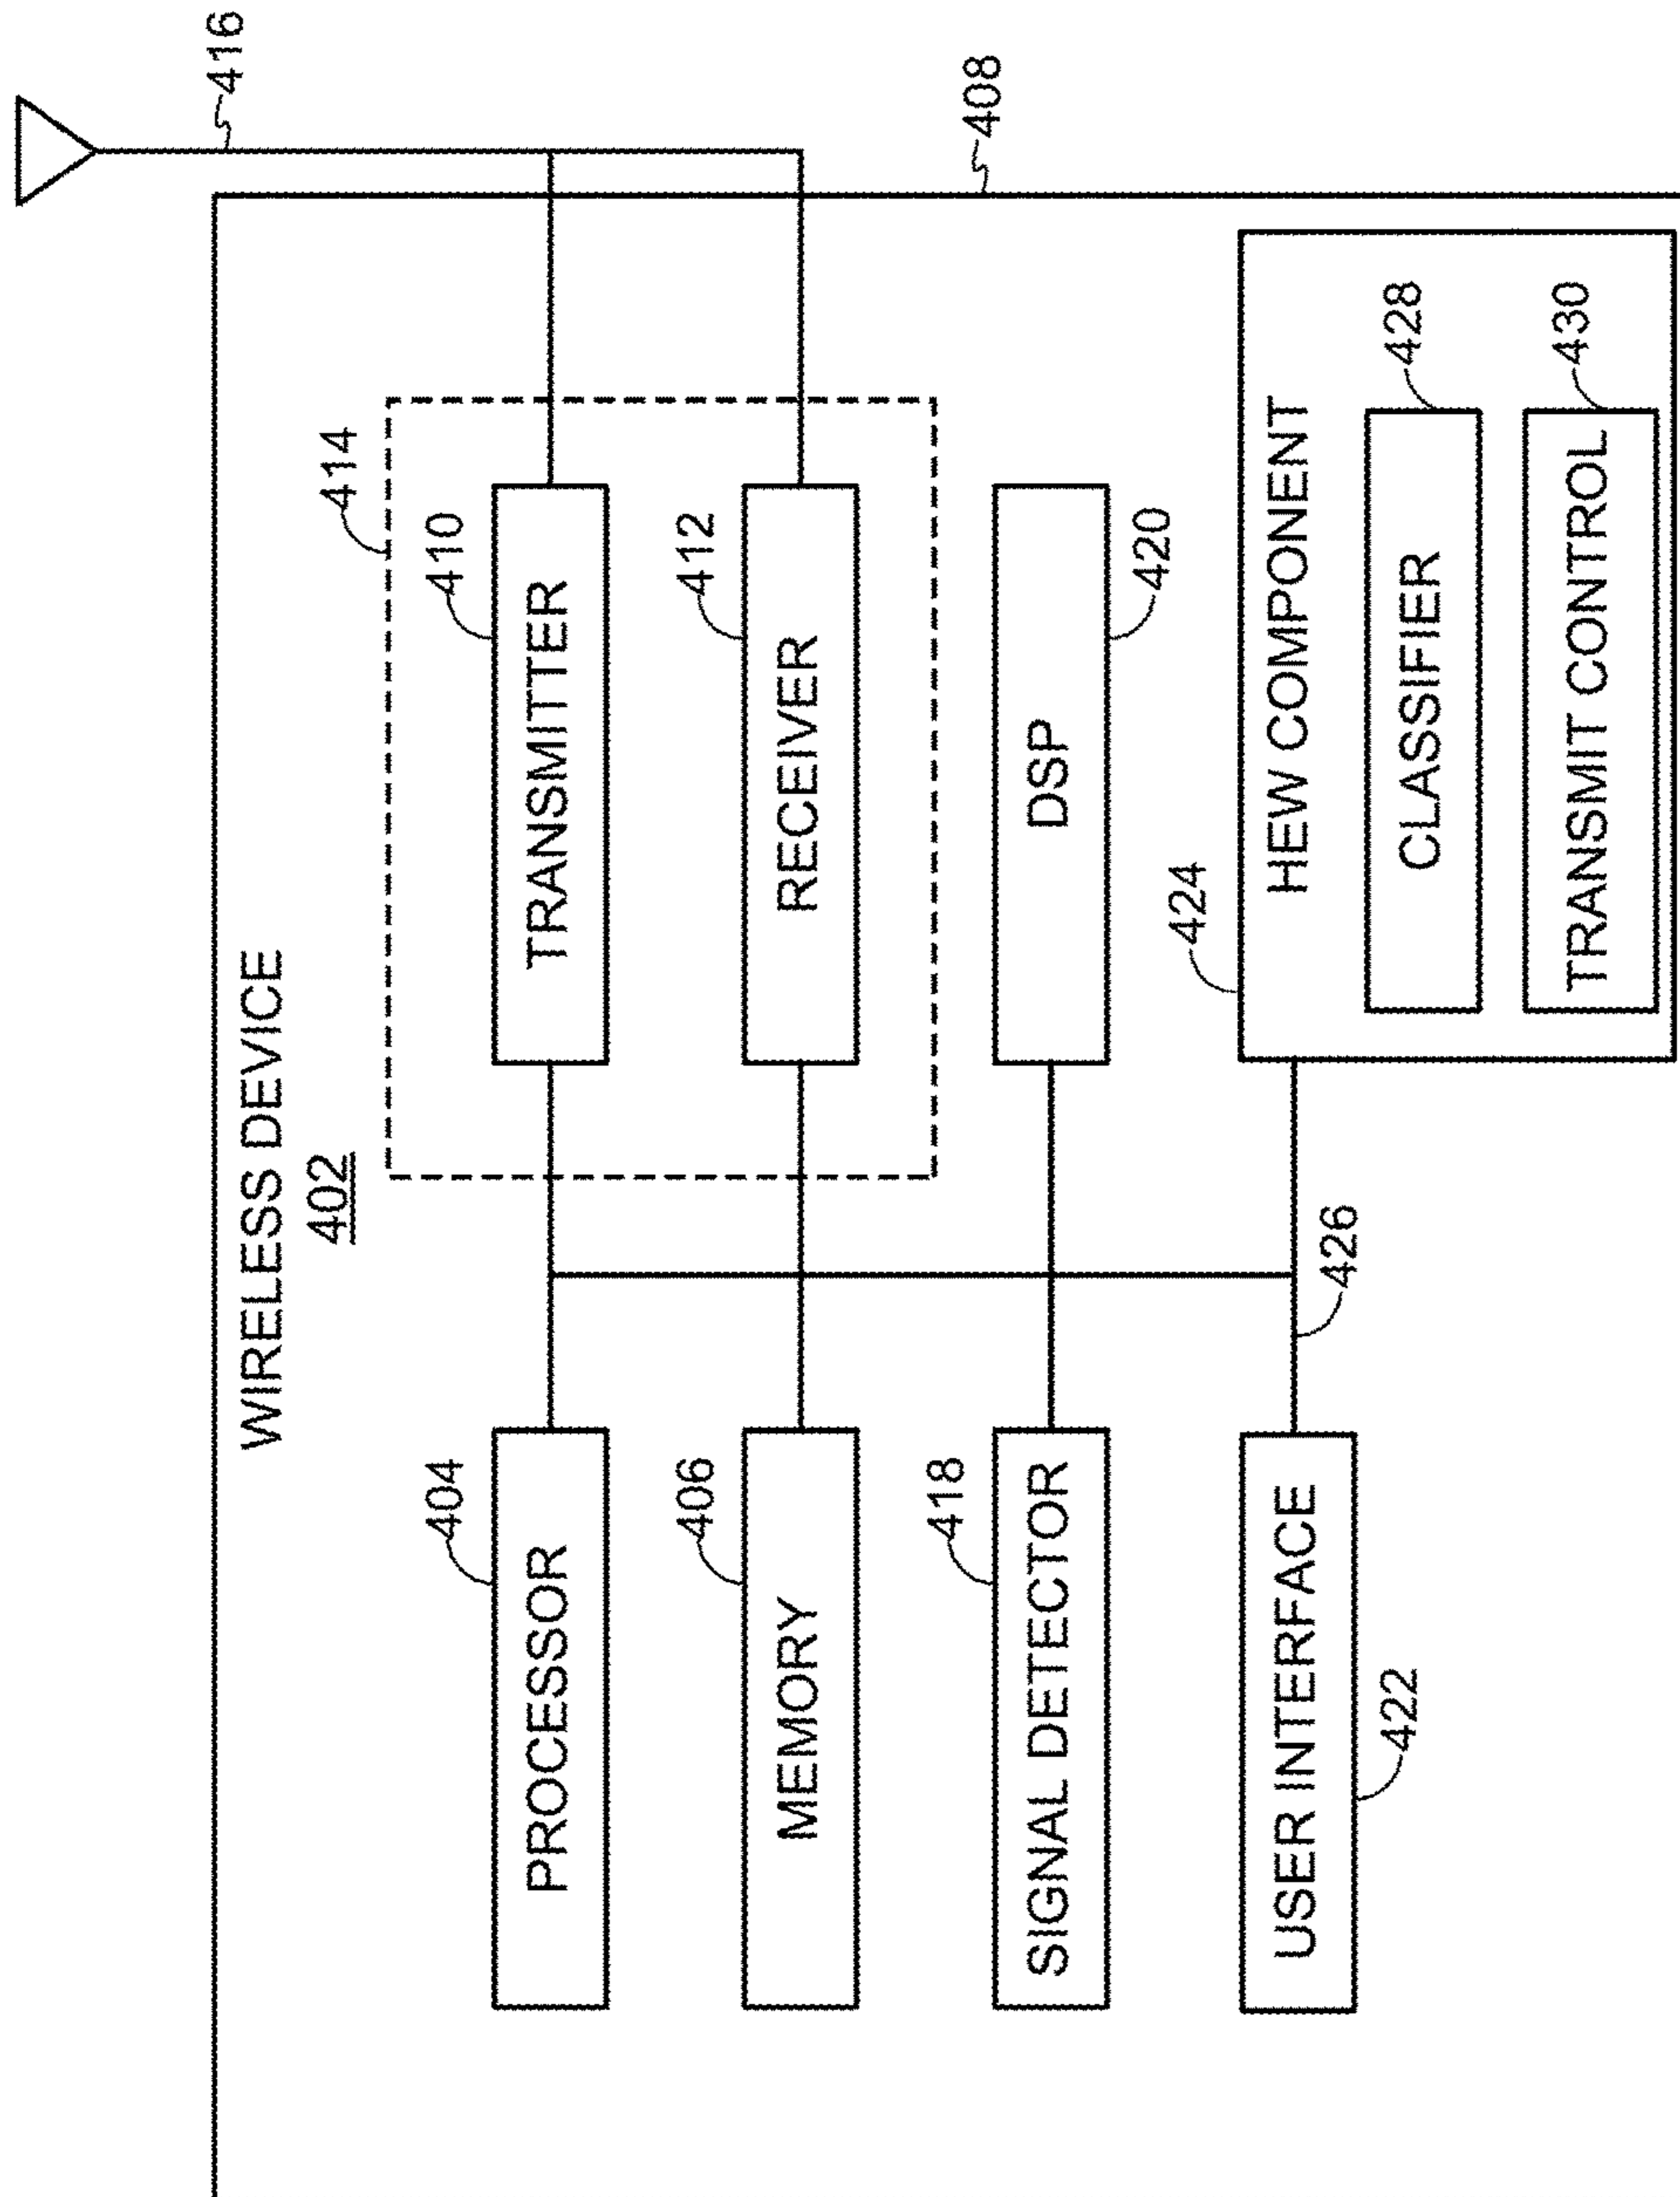 WIRELESS DEVICE
402
416
408
414
404
PROCESSOR
410
TRANSMITTER
406
MEMORY
412
RECEIVER
418
SIGNAL DETECTOR
DSP
420
USER INTERFACE
422
426
424
HEW COMPONENT
CLASSIFIER
428
TRANSMIT CONTROL
430